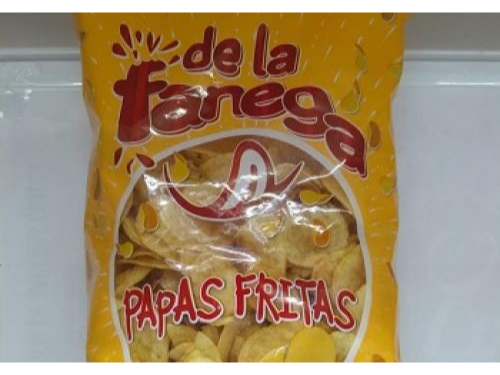 de la
fanega
PAPAS FRITAS